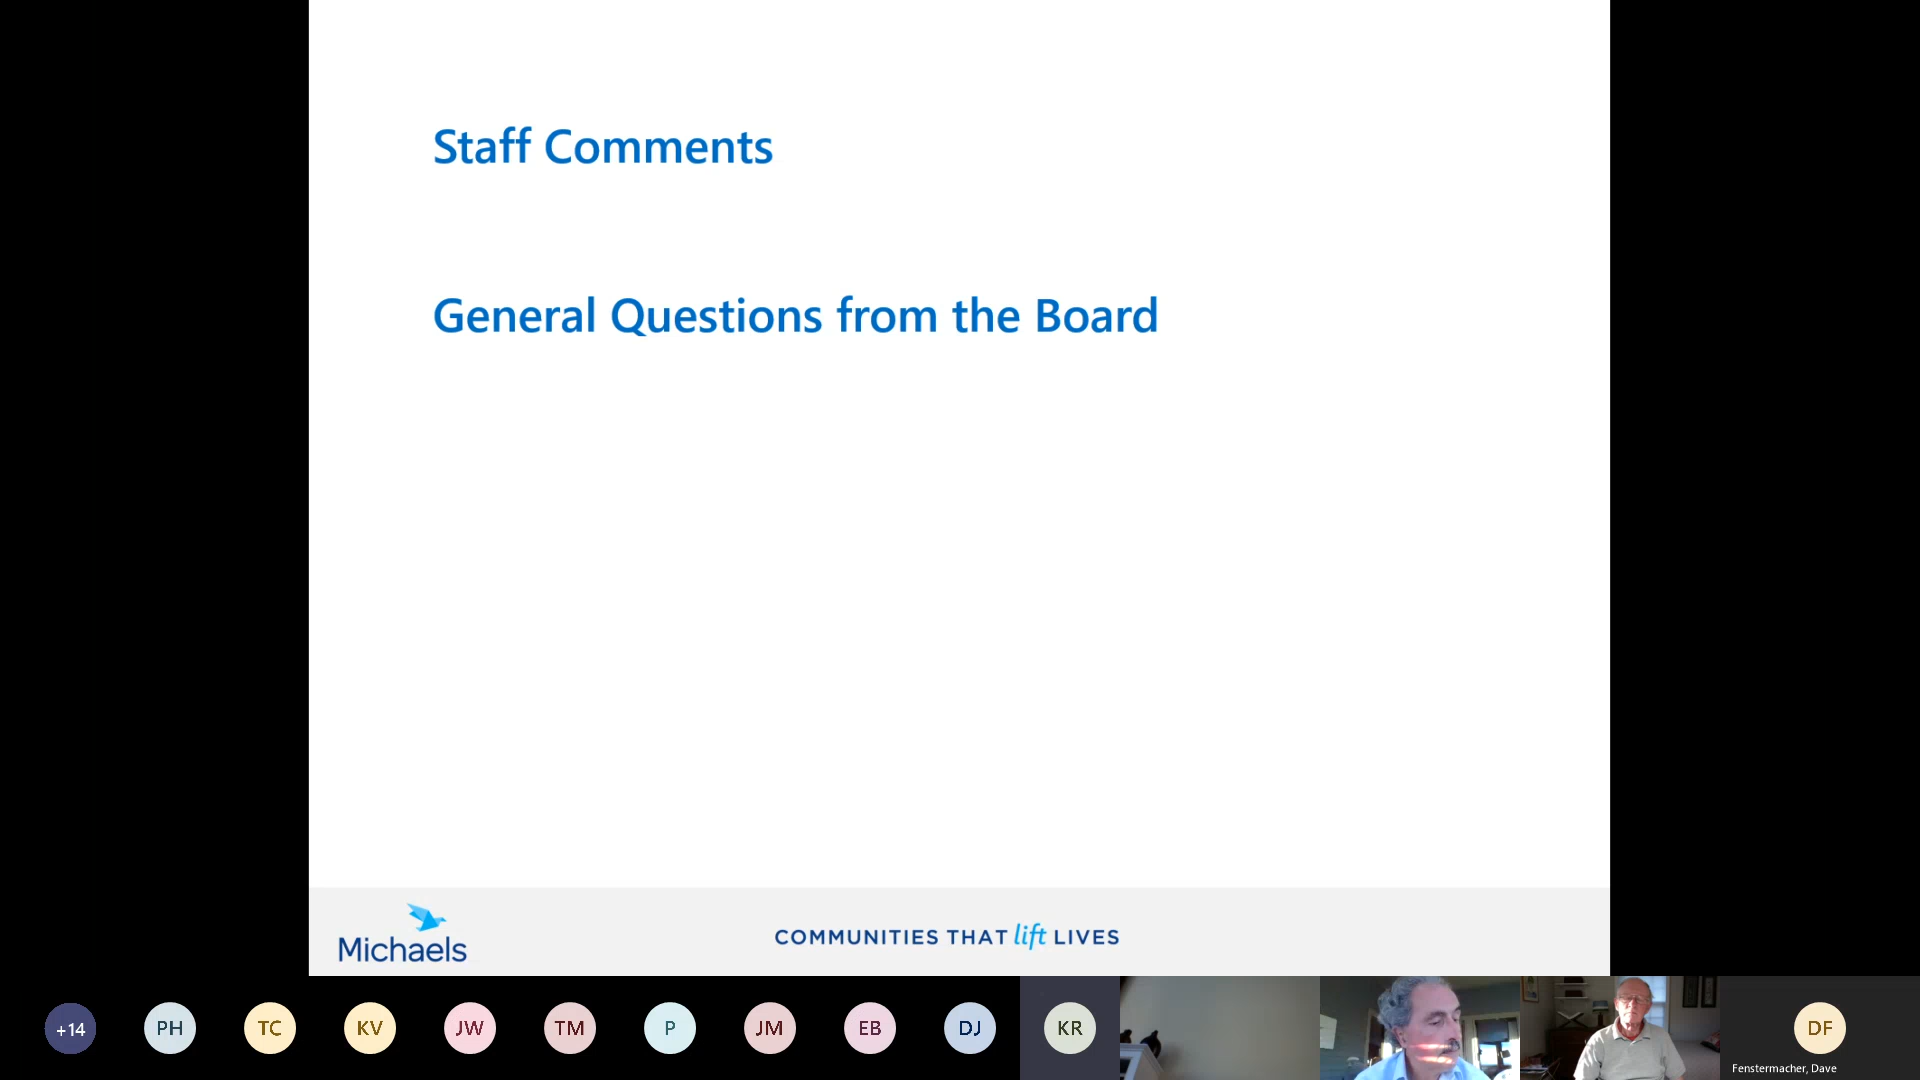 Staff Comments
General Questions from the Board
Michaels
COMMUNITIES THAT lift LIVES
+14
PH
TC
KV
JW
TM
P
JM
EB
DJ
KR
DF
Fenstermacher, Dave